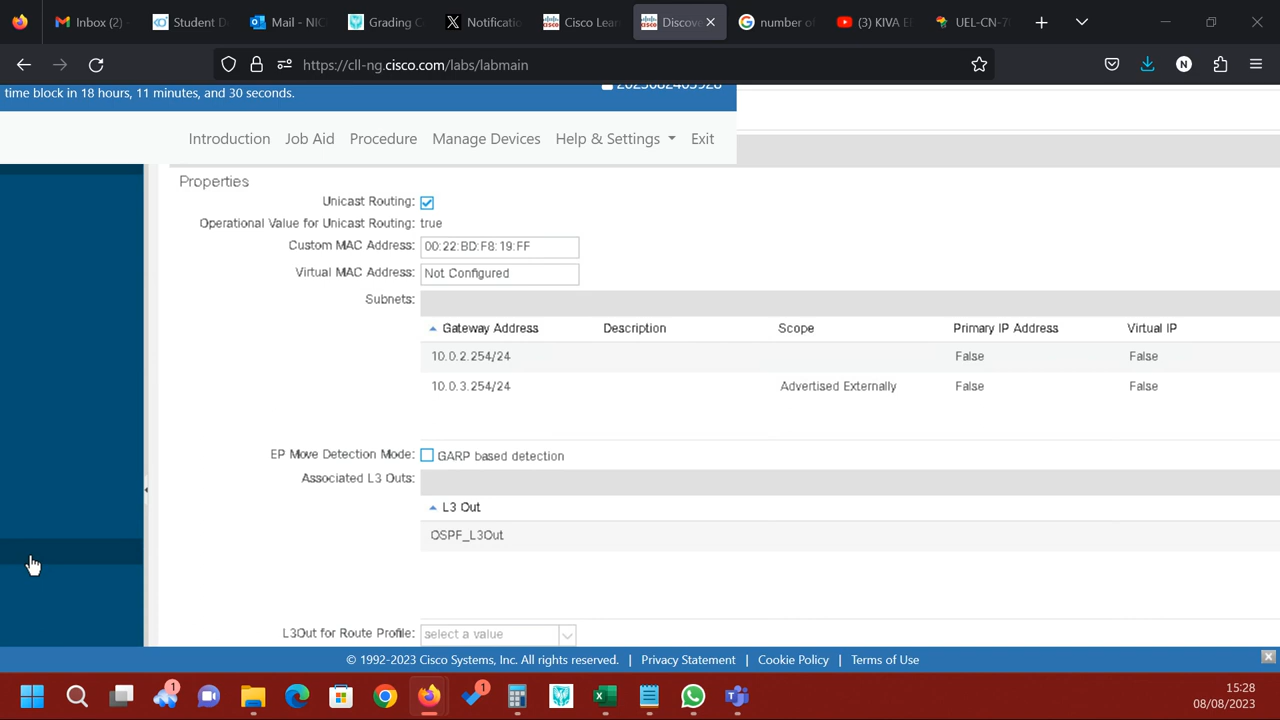 Inbox (2)
Student D
Mail - NIC
Grading C
Notificatio
Cisco Lear
Discov
number o
(3) KIVA E
UEL-CN-7
https://cll-ng.cisco.com/labs/labmain
N
time block in 18 hours, 11 minutes, and 30 seconds.
Introduction Job Aid Procedure Manage Devices Help & Settings Exit
Properties
Unicast Routing:
Operational Value for Unicast Routing: true
Custom MAC Address: 00:22:BD:F8:19:FF
Virtual MAC Address: Not Configured
Subnets:
Gateway Address Description Scope Primary IP Address Virtual IP
10.0.2.254/24 False False
10.0.3.254/24 Advertised Externally False False
EP Move Detection Mode: GARP based detection
Associated L3 Outs:
L3 Out
OSPF_L3Out
L3Out for Route Profile: select a value
© 1992-2023 Cisco Systems, Inc. All rights reserved. | Privacy Statement | Cookie Policy | Terms of Use
1
1
15:28
08/08/2023